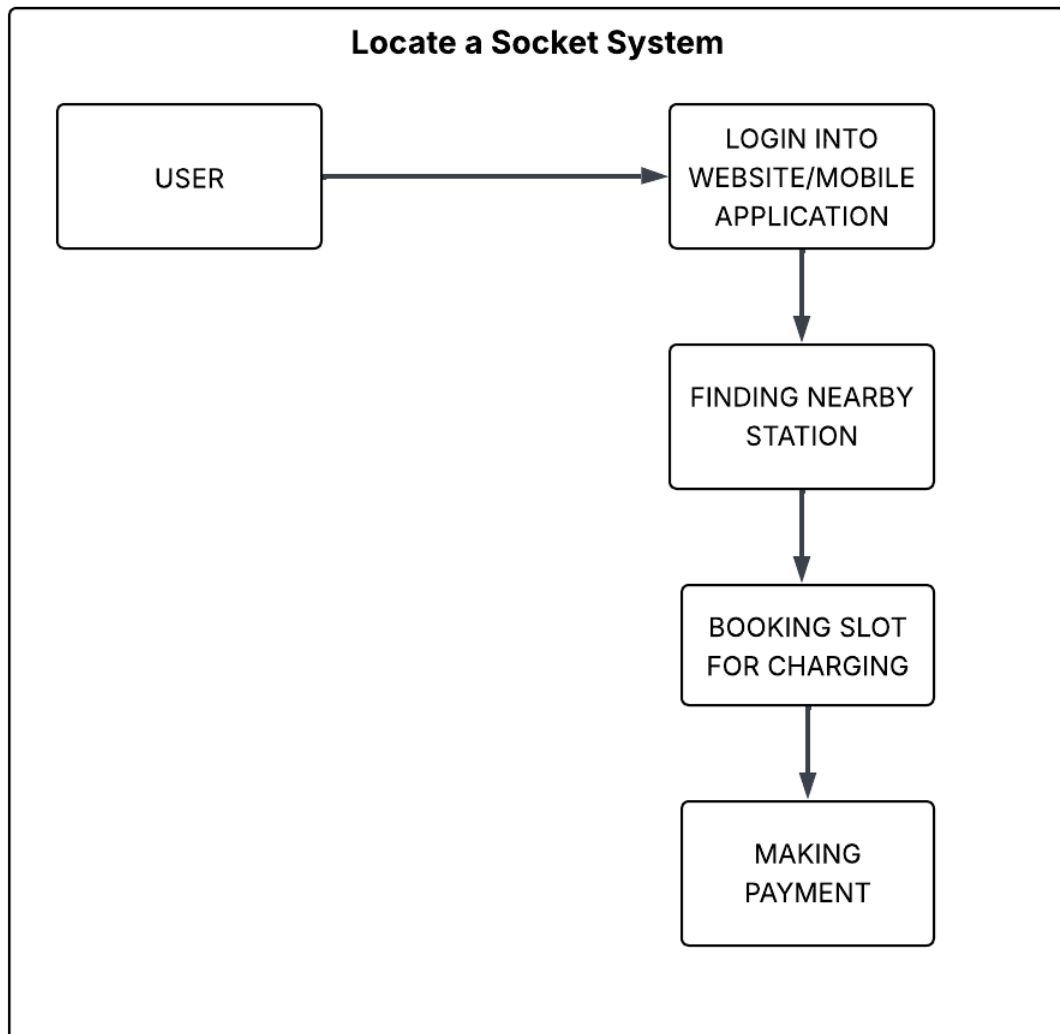 Locate a Socket System
USER
LOGIN INTO
WEBSITE/MOBILE
APPLICATION
FINDING NEARBY
STATION
BOOKING SLOT
FOR CHARGING
MAKING
PAYMENT